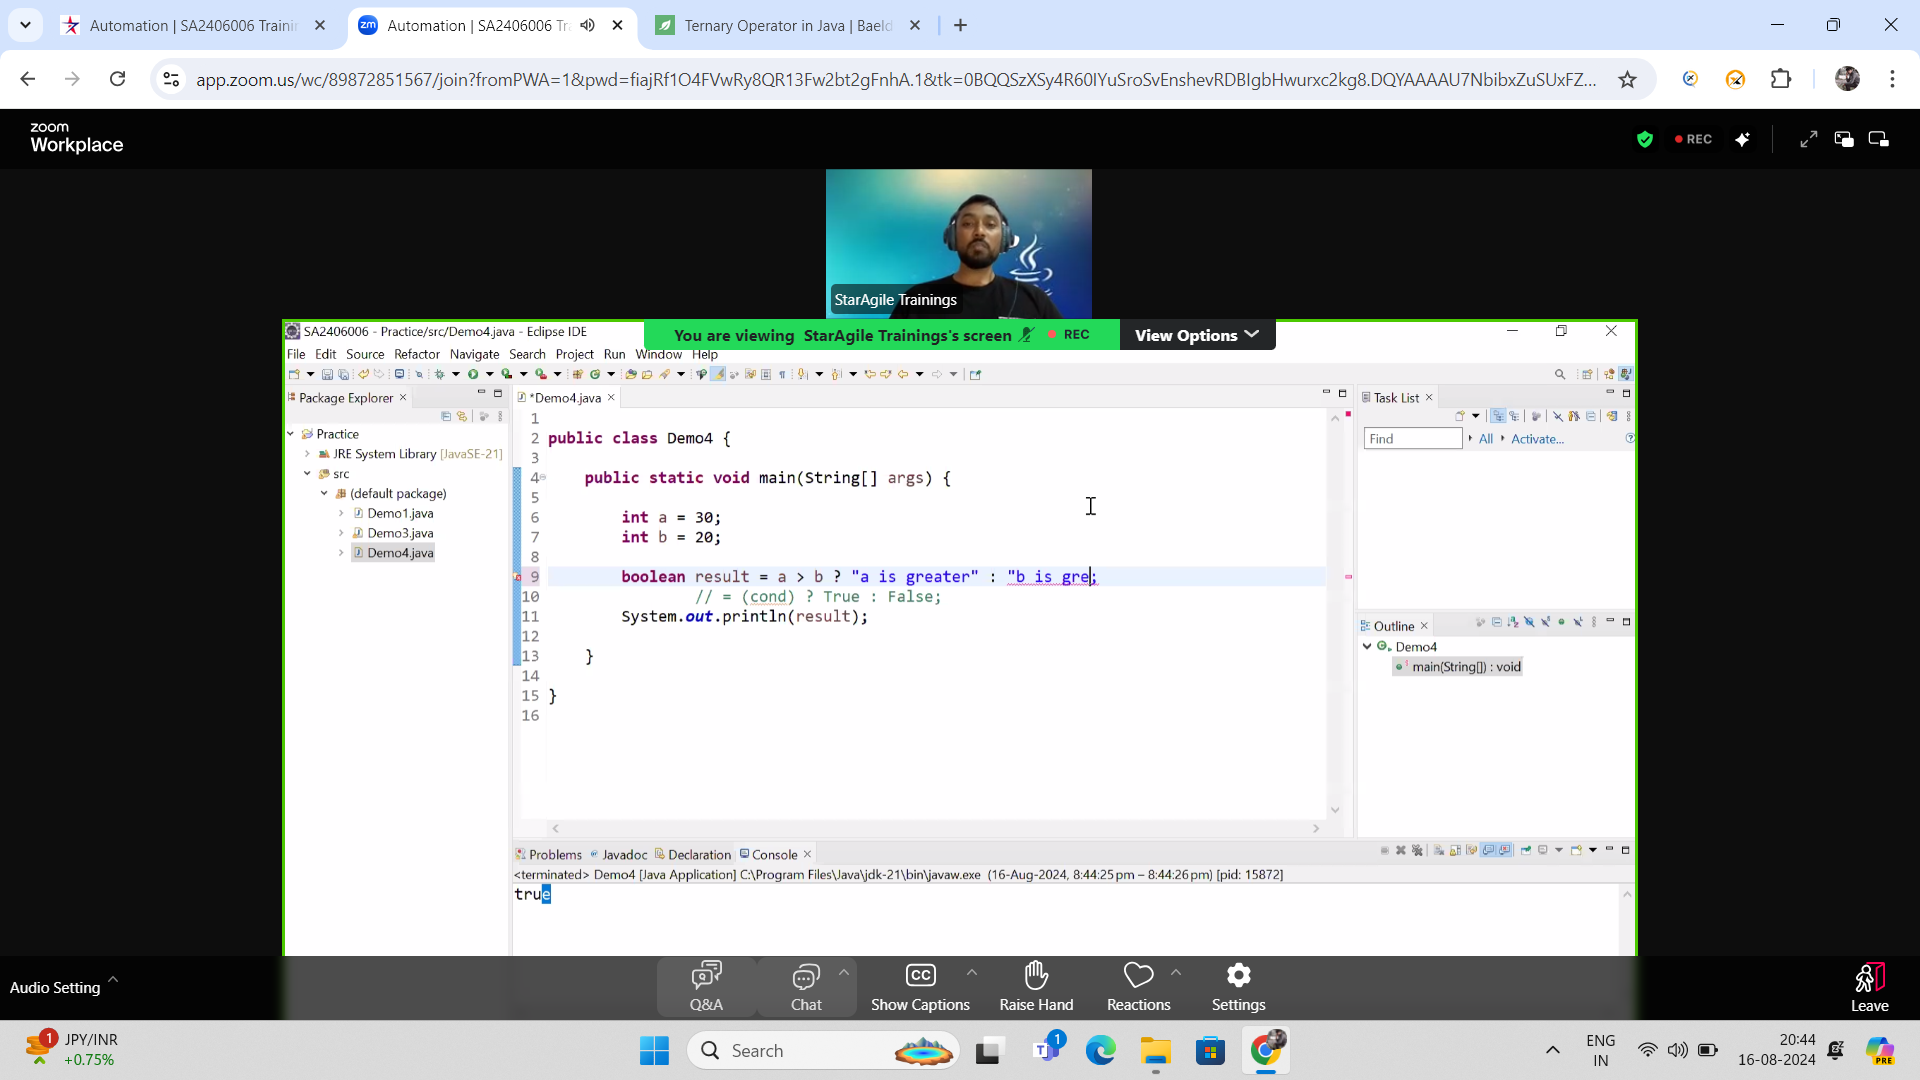 Automation | SA2406006 Trainin
Automation | SA2406006 Tra
Ternary Operator in Java | Baeld
app.zoom.us/wc/89872851567/join?fromPWA=1&pwd=fiajRf1O4FVwRy8QR13Fw2bt2gFnhA.1&tk=0BQQSzXSy4R60IYuSroSvEnshevRDBIgbHwurxc2kg8.DQYAAAAU7NbibxZuSUxFZ...
zoom
Workplace
REC
StarAgile Trainings
SA2406006 - Practice/src/Demo4.java - Eclipse IDE
You are viewing StarAgile Trainings's screen
REC
View Options
File Edit Source Refactor Navigate Search Project Run Window Help
Package Explorer
*Demo4.java
Task List
Find
All
Activate...
Practice
JRE System Library [JavaSE-21]
src
(default package)
Demo1.java
Demo3.java
Demo4.java
1
2 public class Demo4 {
3
4 public static void main(String[] args) {
5
6 int a = 30;
7 int b = 20;
8
9 boolean result = a > b ? "a is greater" : "b is gre;
10 // = (cond) ? True : False;
11 System.out.println(result);
12
13 }
14
15 }
16
Outline
Demo4
main(String[]) : void
Problems Javadoc Declaration Console
<terminated> Demo4 [Java Application] C:\Program Files\Java\jdk-21\bin\javaw.exe (16-Aug-2024, 8:44:25 pm – 8:44:26 pm) [pid: 15872]
true
Audio Setting
Q&A
Chat
CC
Show Captions
Raise Hand
Reactions
Settings
Leave
1
JPY/INR
+0.75%
Search
1
ENG
IN
20:44
16-08-2024
PRE